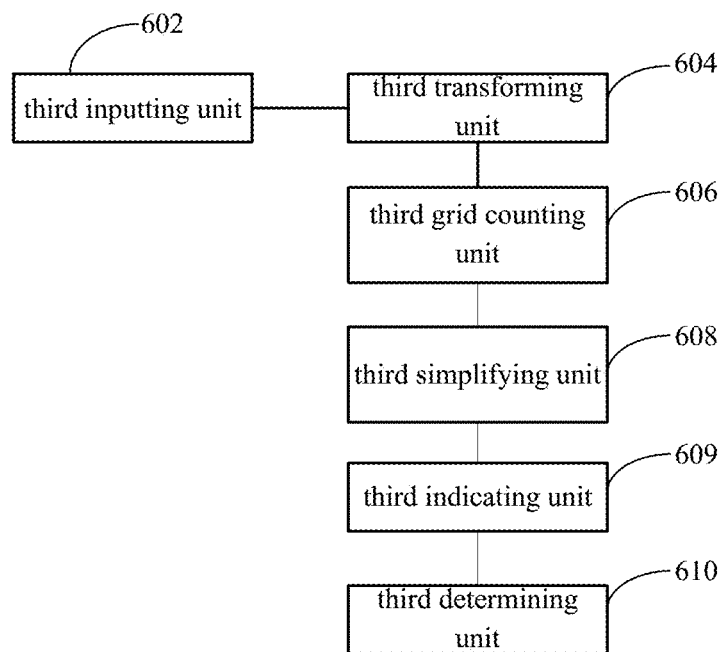 602
third inputting unit
604
third transforming
unit
606
third grid counting
unit
608
third simplifying unit
609
third indicating unit
610
third determining
unit